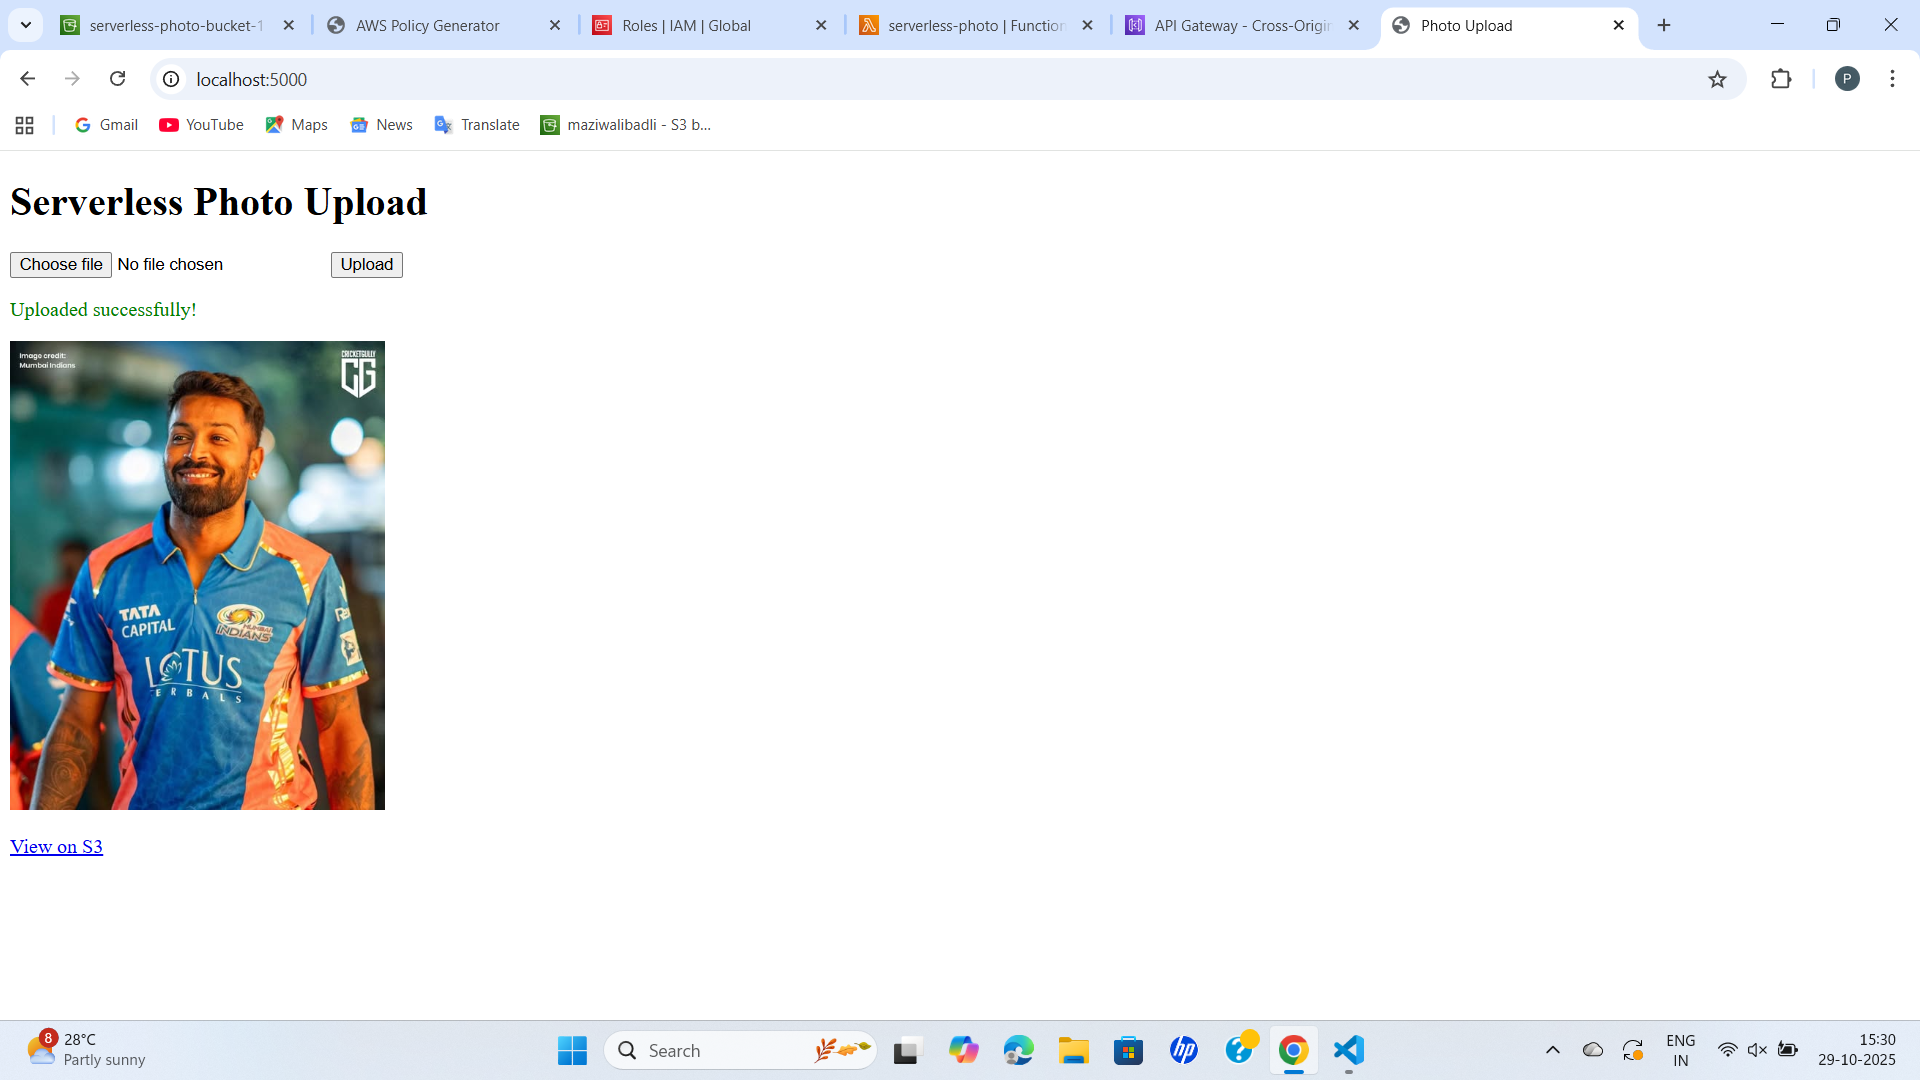 serverless-photo-bucket-1
AWS Policy Generator
Roles | IAM | Global
serverless-photo | Function
API Gateway - Cross-Origin
Photo Upload
localhost:5000
P
Gmail
YouTube
Maps
News
Translate
maziwalibadli - S3 b...
Serverless Photo Upload
Choose file No file chosen
Upload
Uploaded successfully!
Image credit:
Mumbai Indians
CRICKETGULLY
CG
TATA
CAPITAL
MUMBAI
INDIANS
LOTUS
ERBALS
View on S3
8
28°C
Partly sunny
Search
hp
ENG
IN
15:30
29-10-2025